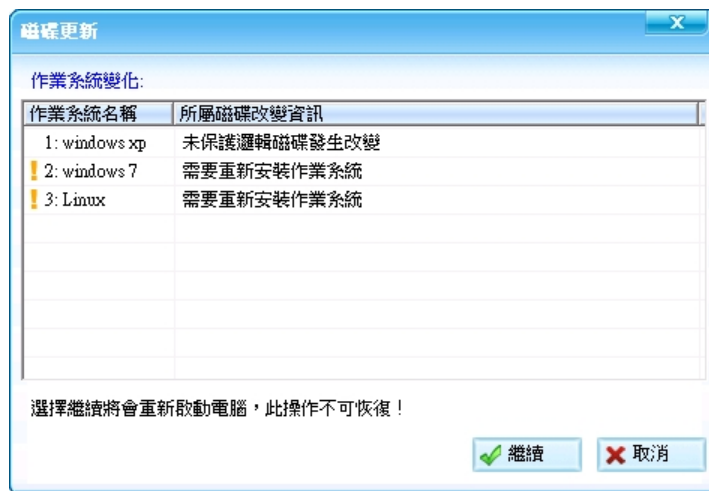 磁碟更新
X
作業系統變化:
作業系統名稱 所屬磁碟改變資訊
1: windows xp 未保護邏輯磁碟發生改變
2: windows 7 需要重新安裝作業系統
3: Linux 需要重新安裝作業系統
選擇繼續將會重新啟動電腦，此操作不可恢復！
繼續 取消